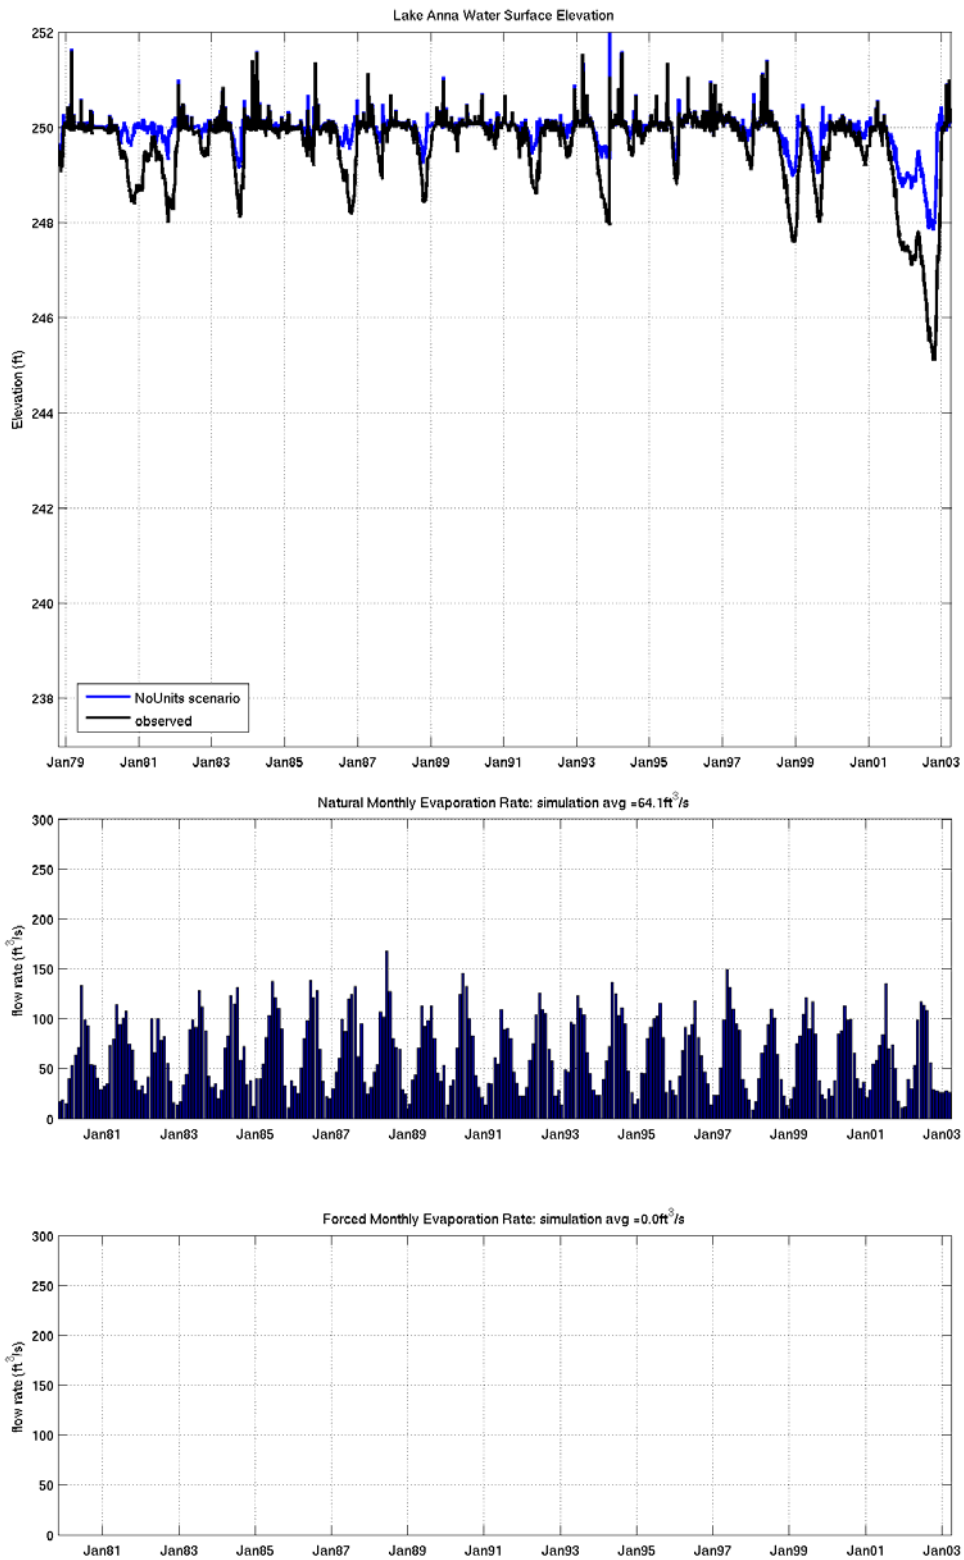 Lake Anna Water Surface Elevation
252
250
248
246
244
242
240
238
Elevation (ft)
NoUnits scenario
observed
Jan79 Jan81 Jan83 Jan85 Jan87 Jan89 Jan91 Jan93 Jan95 Jan97 Jan99 Jan01 Jan03
Natural Monthly Evaporation Rate: simulation avg =64.1ft³/s
300
250
200
150
100
50
0
flow rate (ft³/s)
Jan81 Jan83 Jan85 Jan87 Jan89 Jan91 Jan93 Jan95 Jan97 Jan99 Jan01 Jan03
Forced Monthly Evaporation Rate: simulation avg =0.0ft³/s
300
250
200
150
100
50
0
flow rate (ft³/s)
Jan81 Jan83 Jan85 Jan87 Jan89 Jan91 Jan93 Jan95 Jan97 Jan99 Jan01 Jan03